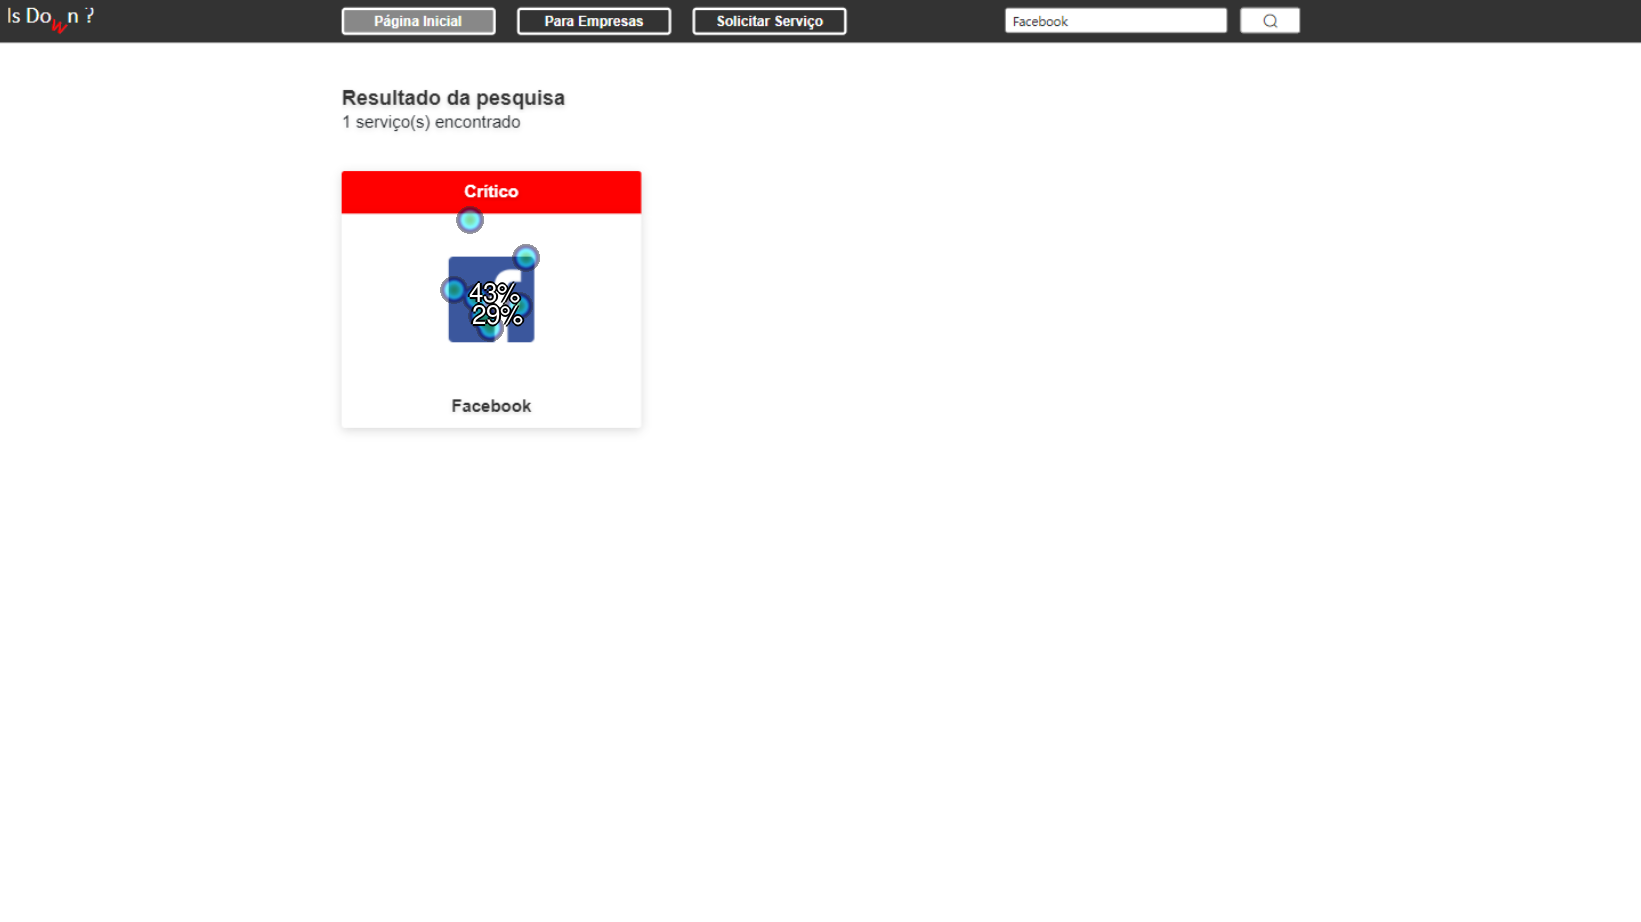 Is Down ?
Página Inicial
Para Empresas
Solicitar Serviço
Facebook
Resultado da pesquisa
1 serviço(s) encontrado
Crítico
43%
29%
Facebook